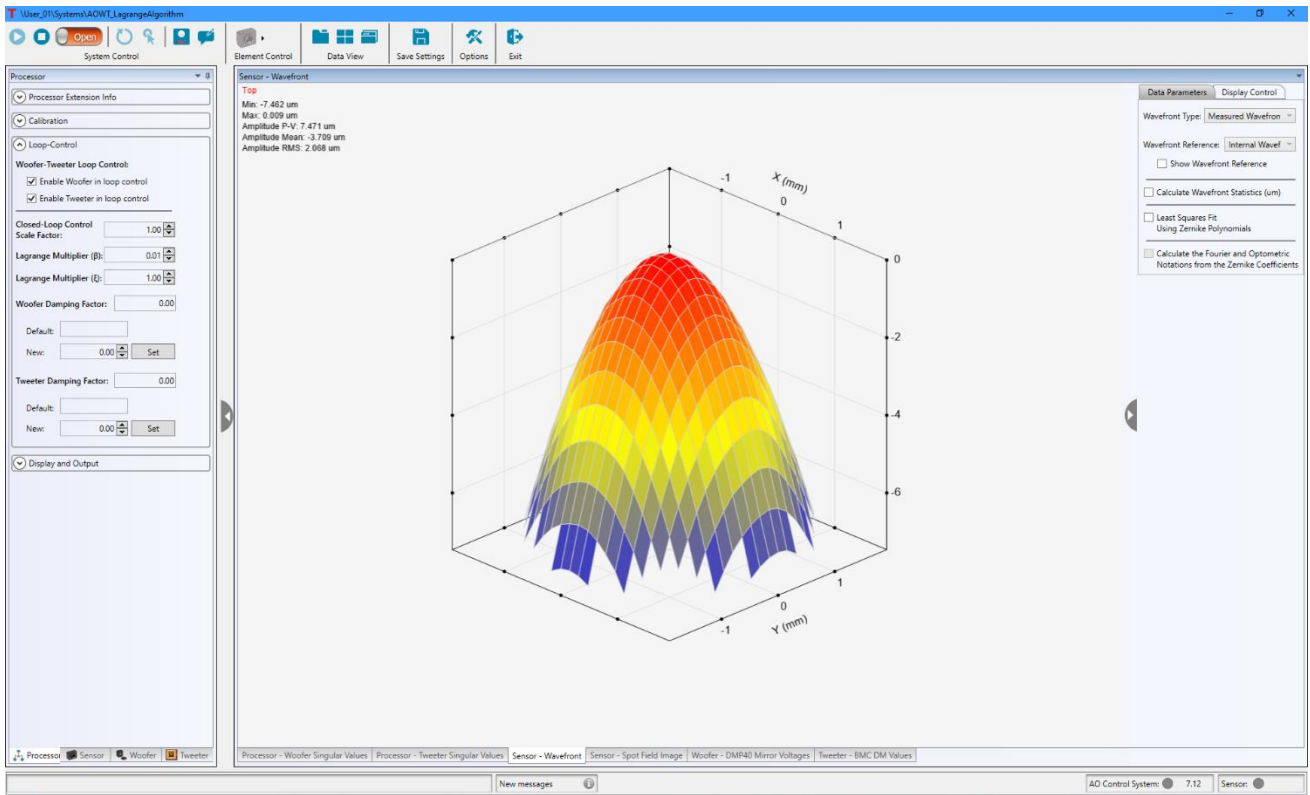 T \User_01\Systems\AOWT_LagrangeAlgorithm
Open
System Control
Element Control
Data View
Save Settings
Options
Exit
Processor
Processor Extension Info
Calibration
Loop-Control
Woofer-Tweeter Loop Control:
Enable Woofer in loop control
Enable Tweeter in loop control
Closed-Loop Control
Scale Factor:
1.00
Lagrange Multiplier (β): 0.01
Lagrange Multiplier (ξ): 1.00
Woofer Damping Factor: 0.00
Default:
New: 0.00 Set
Tweeter Damping Factor: 0.00
Default:
New: 0.00 Set
Display and Output
Processor Sensor Woofer Tweeter
Sensor - Wavefront
Top
Min: -7.462 um
Max: 0.009 um
Amplitude P-V: 7.471 um
Amplitude Mean: -3.709 um
Amplitude RMS: 2.068 um
-1
X (mm)
0
1
0
-2
-4
-6
1
0
-1
Y (mm)
Processor - Woofer Singular Values
Processor - Tweeter Singular Values
Sensor - Wavefront
Sensor - Spot Field Image
Woofer - DMP40 Mirror Voltages
Tweeter - BMC DM Values
Data Parameters Display Control
Wavefront Type: Measured Wavefron
Wavefront Reference: Internal Wavef
Show Wavefront Reference
Calculate Wavefront Statistics (um)
Least Squares Fit
Using Zernike Polynomials
Calculate the Fourier and Optometric
Notations from the Zernike Coefficients
New messages
AO Control System: 7.12 Sensor: